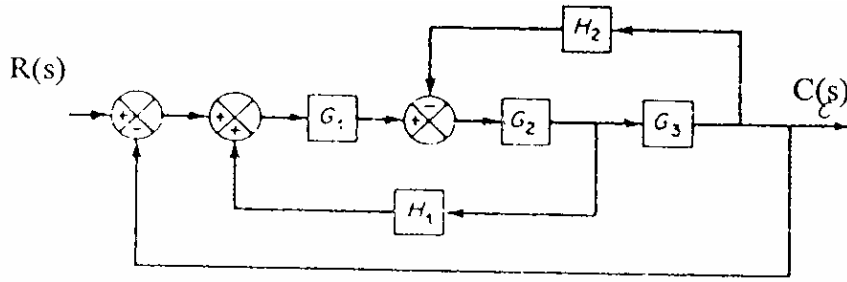 H₂
R(s)
C(s)
+
-
+
+
G₁
+
-
G₂
G₃
H₁